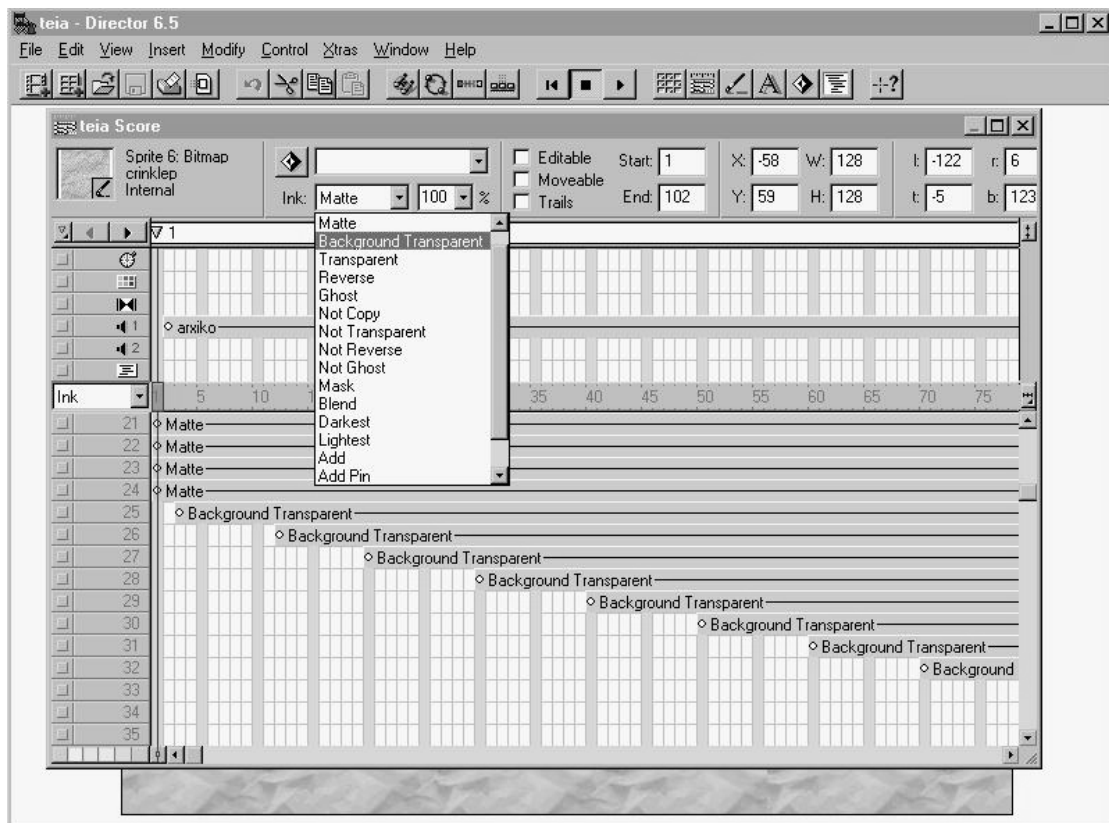 teia - Director 6.5
File Edit View Insert Modify Control Xtras Window Help
teia Score
Sprite 6: Bitmap
crinklep
Internal
Editable
Moveable
Trails
Start: 1
End: 102
X: -58
W: 128
Y: 59
H: 128
l: -122
r: 6
t: -5
b: 123
Ink: Matte 100 %
Matte
Background Transparent
Transparent
Reverse
Ghost
Not Copy
Not Transparent
Not Reverse
Not Ghost
Mask
Blend
Darkest
Lightest
Add
Add Pin
1
1 arxiko
2
Ink 5 10 35 40 45 50 55 60 65 70 75
21 Matte
22 Matte
23 Matte
24 Matte
25 Background Transparent
26 Background Transparent
27 Background Transparent
28 Background Transparent
29 Background Transparent
30 Background Transparent
31 Background Transparent
32 Background
33
34
35